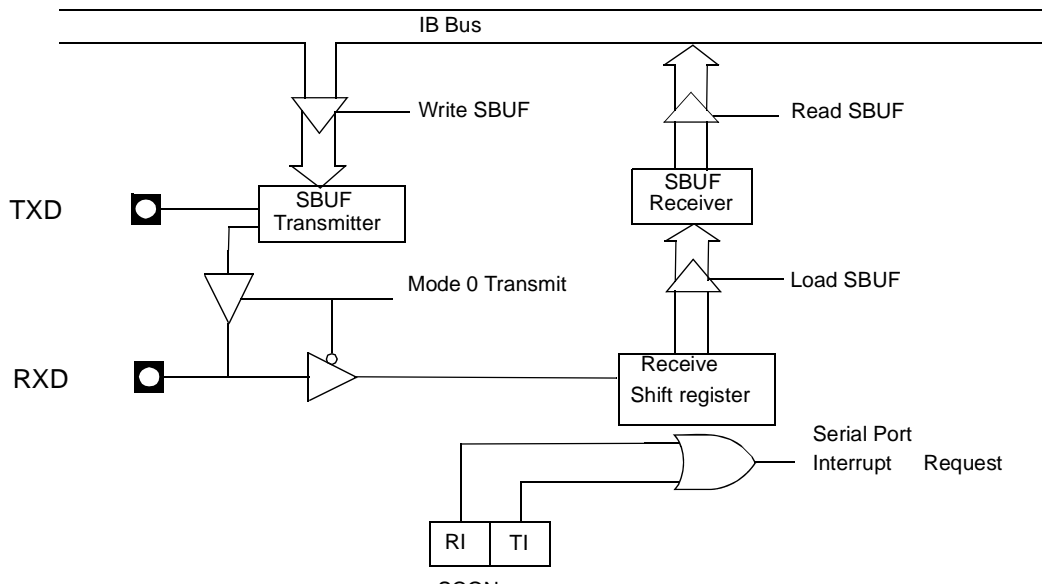 IB Bus
Write SBUF
Read SBUF
TXD
SBUF
Transmitter
SBUF
Receiver
Mode 0 Transmit
Load SBUF
RXD
Receive
Shift register
Serial Port
Interrupt Request
RI TI